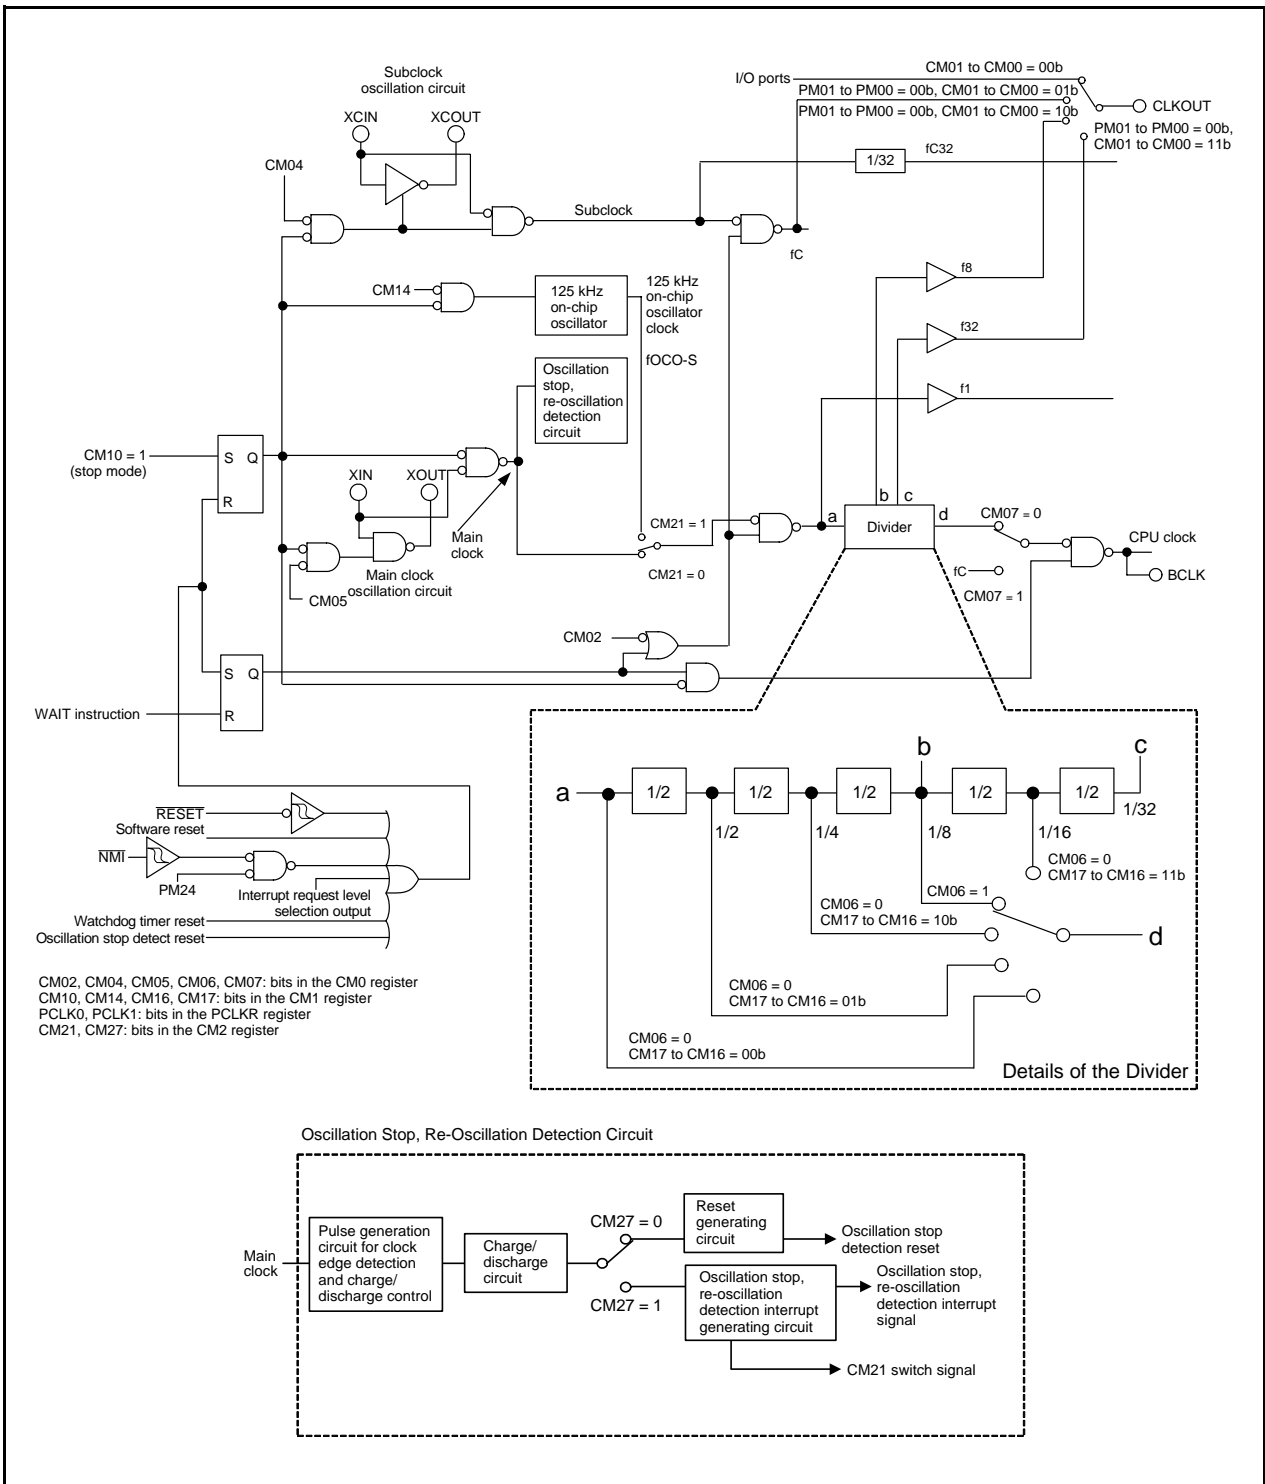 Subclock
oscillation circuit
XCIN
XCOUT
CM04
I/O ports
CM01 to CM00 = 00b
PM01 to PM00 = 00b, CM01 to CM00 = 01b
PM01 to PM00 = 00b, CM01 to CM00 = 10b
CLKOUT
PM01 to PM00 = 00b,
CM01 to CM00 = 11b
1/32
fC32
Subclock
fC
f8
CM14
125 kHz
on-chip
oscillator
125 kHz
on-chip
oscillator
clock
fOCO-S
f32
Oscillation
stop,
re-oscillation
detection
circuit
f1
CM10 = 1
(stop mode)
S Q
R
XIN
XOUT
Main
clock
CM21 = 1
CM21 = 0
a
b
c
d
Divider
CM07 = 0
fC
CM07 = 1
CPU clock
BCLK
Main clock
oscillation circuit
CM05
CM02
S Q
R
WAIT instruction
RESET
Software reset
NMI
PM24
Interrupt request level
selection output
Watchdog timer reset
Oscillation stop detect reset
a
1/2
1/2
1/2
1/2
1/2
b
c
1/2
1/4
1/8
1/16
1/32
CM06 = 0
CM17 to CM16 = 11b
CM06 = 1
CM06 = 0
CM17 to CM16 = 10b
d
CM06 = 0
CM17 to CM16 = 01b
CM06 = 0
CM17 to CM16 = 00b
Details of the Divider
CM02, CM04, CM05, CM06, CM07: bits in the CM0 register
CM10, CM14, CM16, CM17: bits in the CM1 register
PCLK0, PCLK1: bits in the PCLKR register
CM21, CM27: bits in the CM2 register
Oscillation Stop, Re-Oscillation Detection Circuit
Main
clock
Pulse generation
circuit for clock
edge detection
and charge/
discharge control
Charge/
discharge
circuit
CM27 = 0
CM27 = 1
Reset
generating
circuit
Oscillation stop
detection reset
Oscillation stop,
re-oscillation
detection interrupt
generating circuit
Oscillation stop,
re-oscillation
detection interrupt
signal
CM21 switch signal